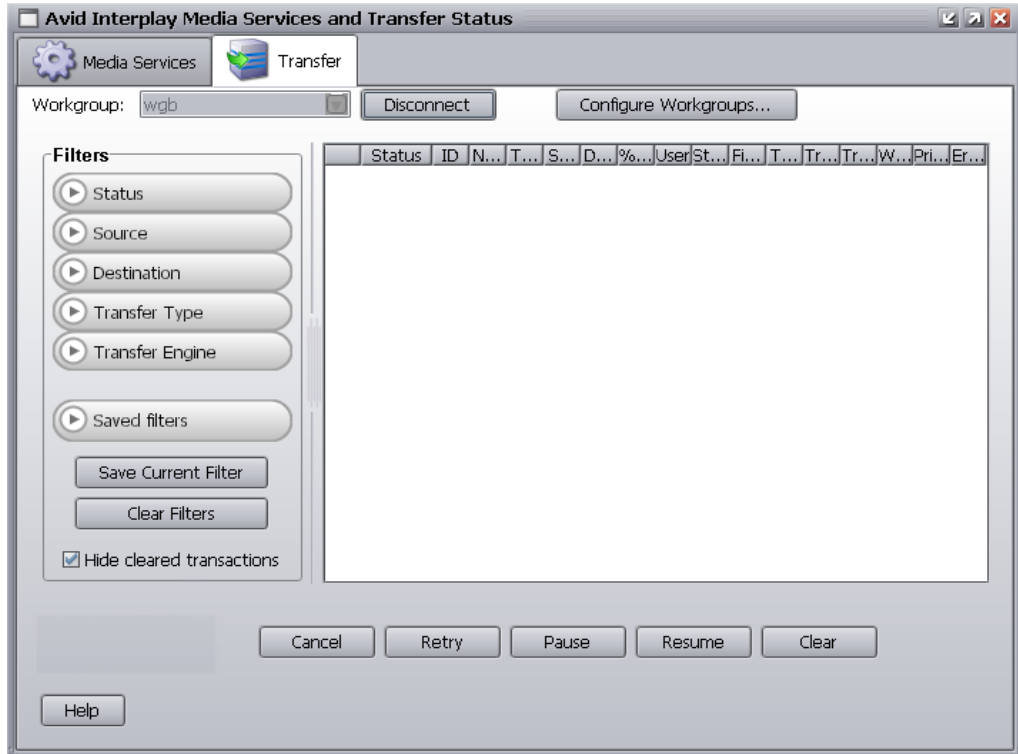 Avid Interplay Media Services and Transfer Status
Media Services Transfer
Workgroup: wgb Disconnect Configure Workgroups...
Filters
Status ID N... T... S... D... %... User St... Fi... T... Tr... Tr... W... Pri... Er...
Status
Source
Destination
Transfer Type
Transfer Engine
Saved filters
Save Current Filter
Clear Filters
Hide cleared transactions
Cancel Retry Pause Resume Clear
Help